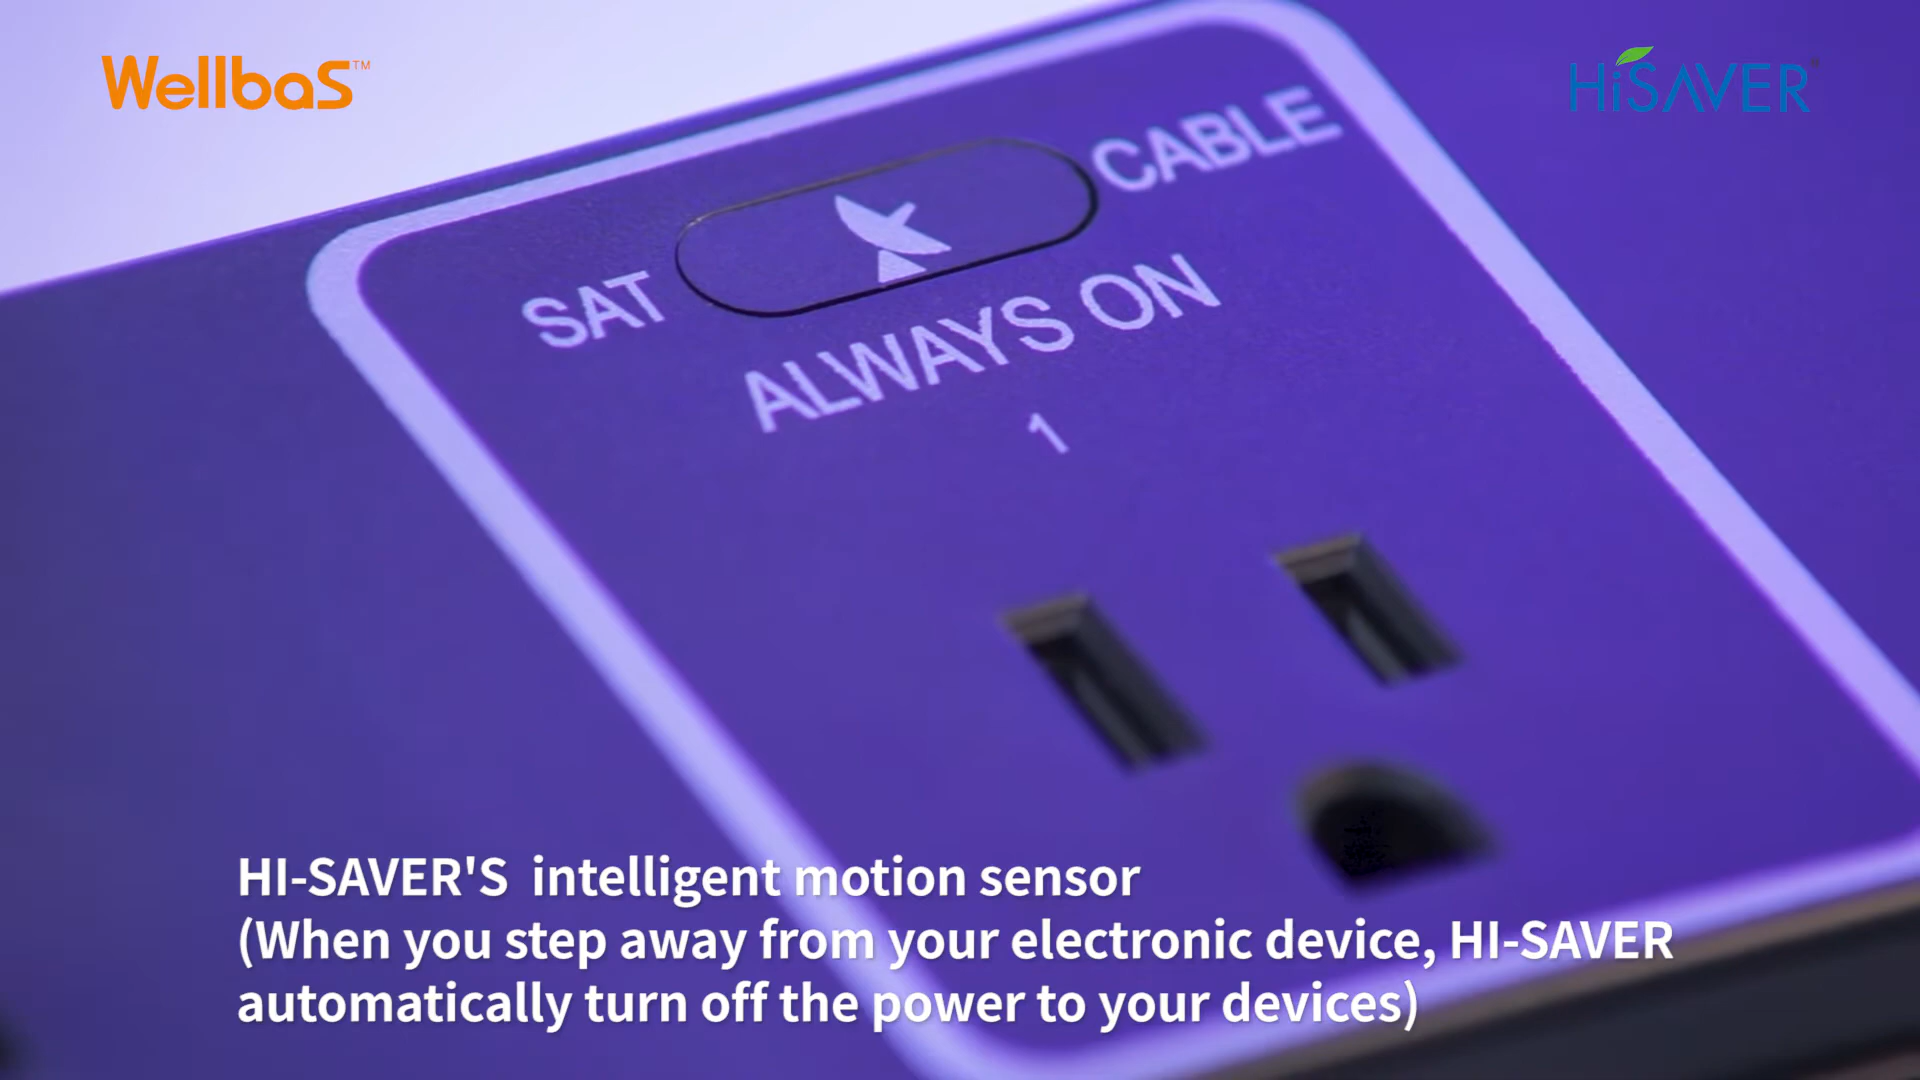 WellbaS™
HiSAVER
SAT
CABLE
ALWAYS ON
1
HI-SAVER'S intelligent motion sensor
(When you step away from your electronic device, HI-SAVER
automatically turn off the power to your devices)